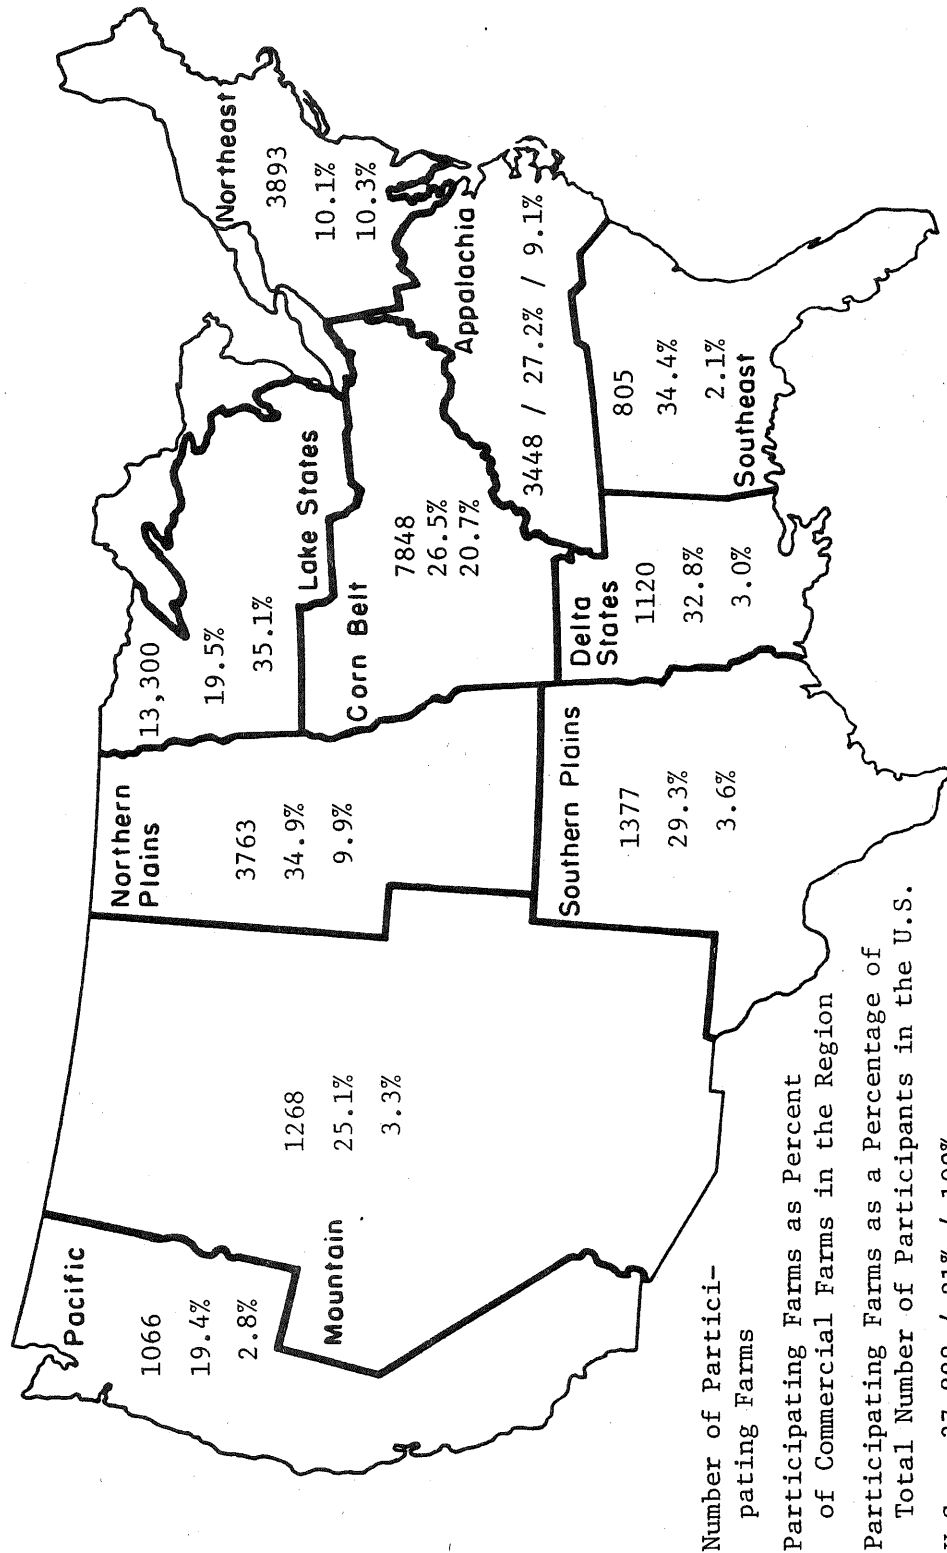 Pacific
1066
19.4%
2.8%
Mountain
1268
25.1%
3.3%
Northern
Plains
3763
34.9%
9.9%
13,300
19.5%
35.1%
Lake States
Corn Belt
7848
26.5%
20.7%
Northeast
3893
10.1%
10.3%
Appalachia
3448 / 27.2% / 9.1%
Southern Plains
1377
29.3%
3.6%
Delta
States
1120
32.8%
3.0%
805
34.4%
2.1%
Southeast
Number of Partici-
pating Farms
Participating Farms as Percent
of Commercial Farms in the Region
Participating Farms as a Percentage of
Total Number of Participants in the U.S.
37,888 / 21% / 100%